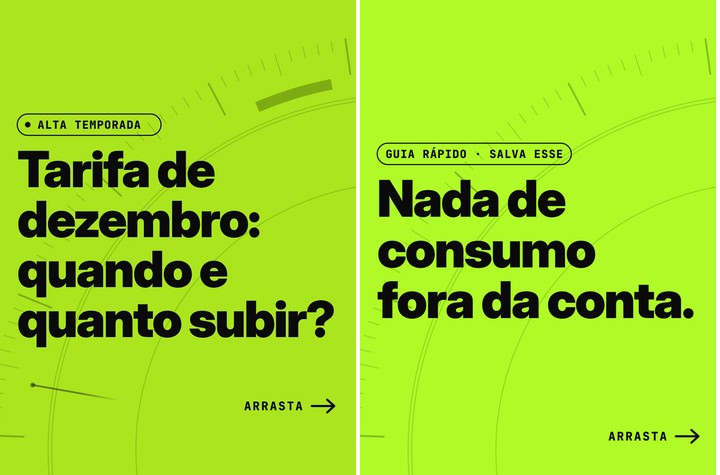 ALTA TEMPORADA
Tarifa de
dezembro:
quando e
quanto subir?
ARRASTA
GUIA RÁPIDO · SALVA ESSE
Nada de
consumo
fora da conta.
ARRASTA